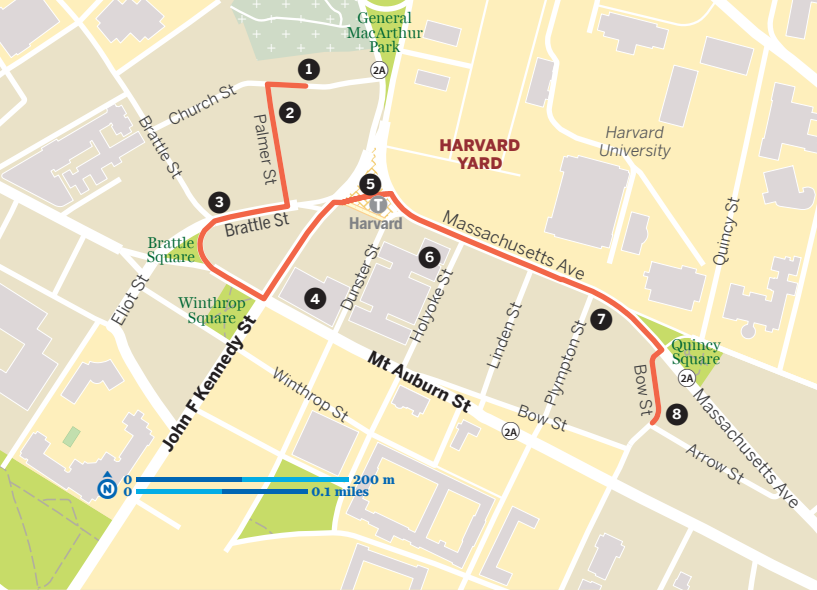 General
MacArthur
Park
1
2A
Church St
2
HARVARD
YARD
Harvard
University
Brattle St
Palmer St
5
T
Harvard
3
Brattle St
Massachusetts Ave
Quincy St
Brattle
Square
6
Dunster St
Holyoke St
Eliot St
Winthrop
Square
4
7
Linden St
Plympton St
Quincy
Square
2A
John F Kennedy St
Mt Auburn St
Winthrop St
Bow St
8
Bow St
2A
Massachusetts Ave
Arrow St
N
0 200 m
0 0.1 miles